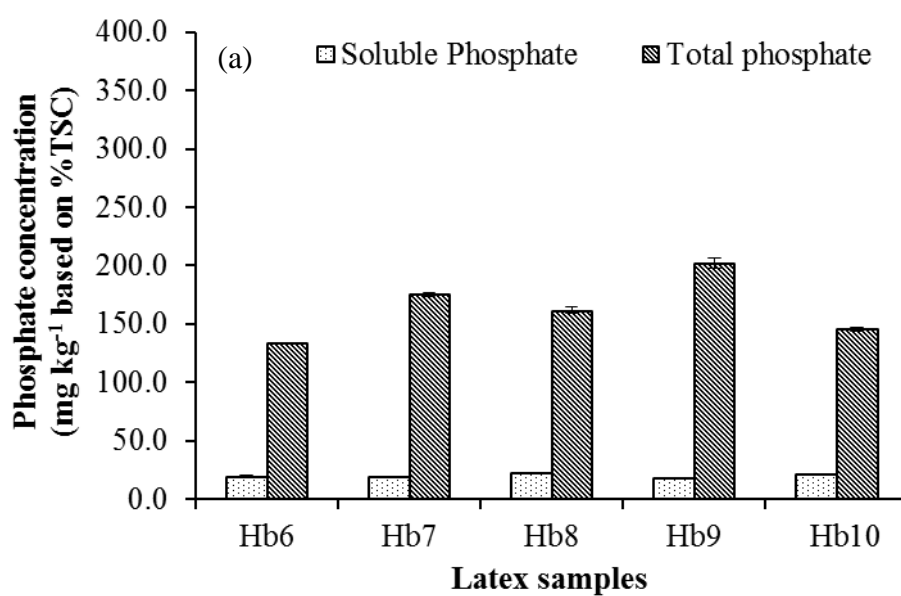 (a)
Soluble Phosphate
Total phosphate
Phosphate concentration
(mg kg⁻¹ based on %TSC)
400.0
350.0
300.0
250.0
200.0
150.0
100.0
50.0
0.0
Hb6 Hb7 Hb8 Hb9 Hb10
Latex samples